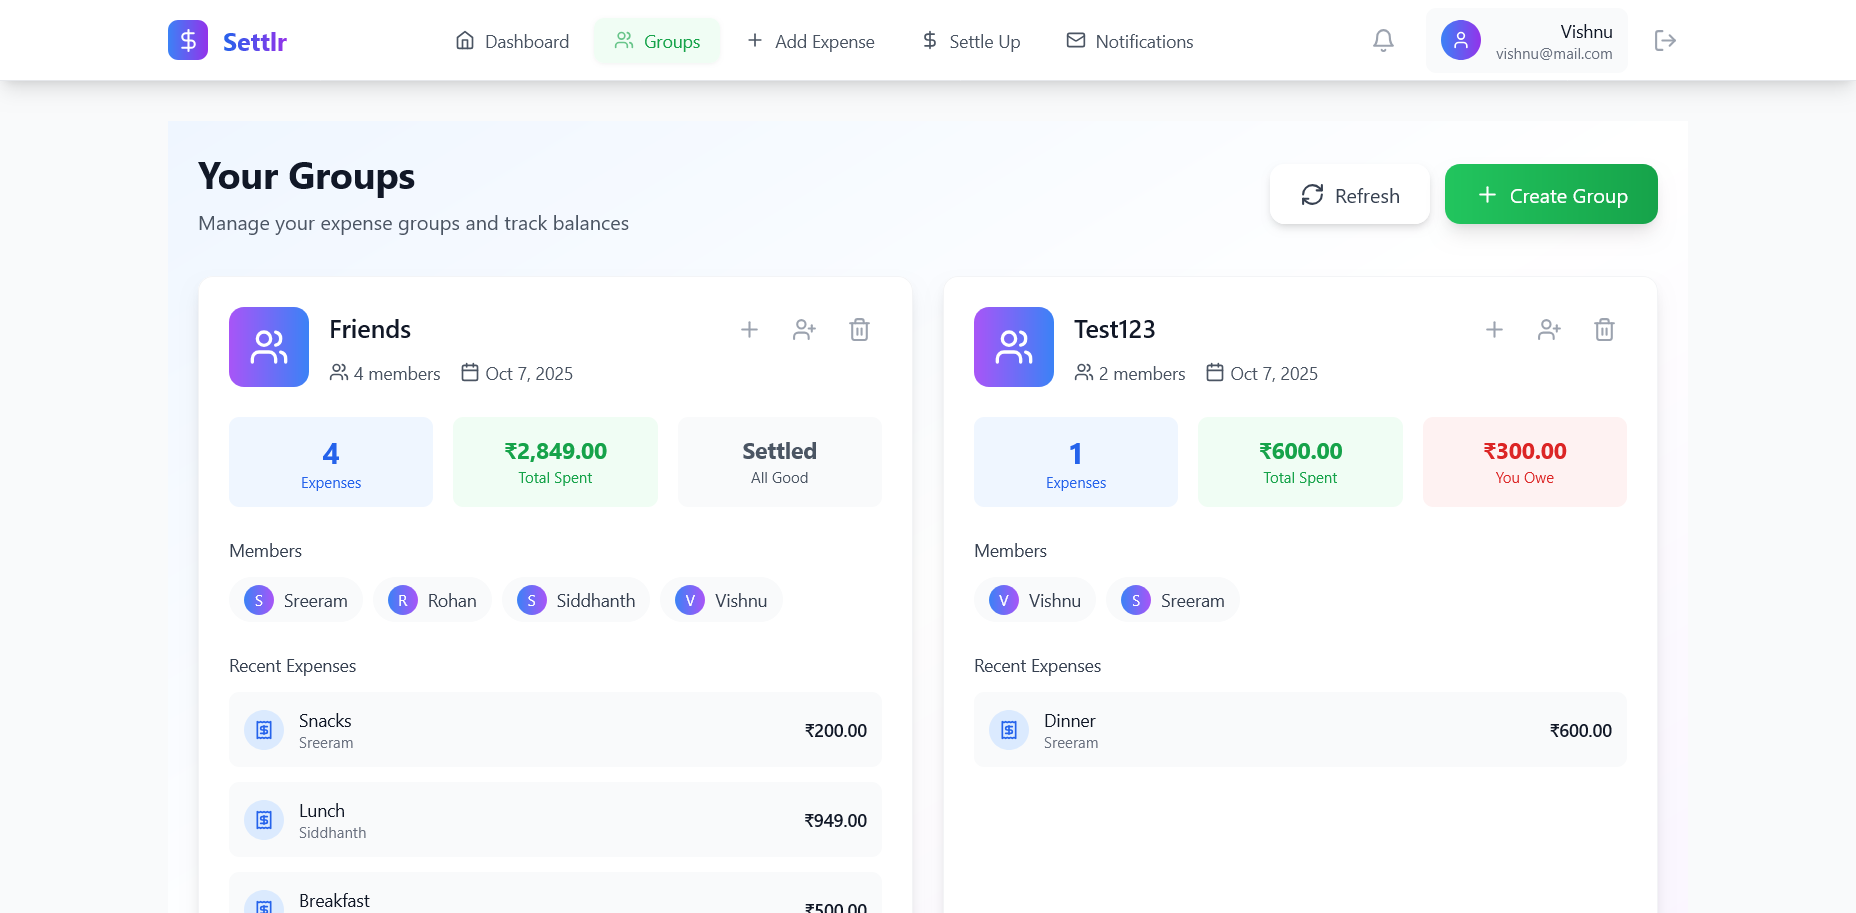 Settlr
Dashboard
Groups
Add Expense
Settle Up
Notifications
Vishnu
vishnu@mail.com
Your Groups
Manage your expense groups and track balances
Refresh
Create Group
Friends
4 members Oct 7, 2025
4
Expenses
₹2,849.00
Total Spent
Settled
All Good
Members
S Sreeram R Rohan S Siddhanth V Vishnu
Recent Expenses
Snacks
Sreeram
₹200.00
Lunch
Siddhanth
₹949.00
Breakfast
₹500.00
Test123
2 members Oct 7, 2025
1
Expenses
₹600.00
Total Spent
₹300.00
You Owe
Members
V Vishnu S Sreeram
Recent Expenses
Dinner
Sreeram
₹600.00